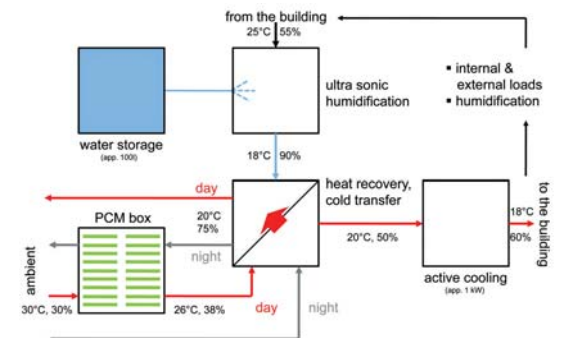 from the building
25°C 55%
ultra sonic
humidification
▪ internal &
external loads
▪ humidification
water storage
(app. 100l)
18°C 90%
day
heat recovery,
cold transfer
PCM box
20°C
75%
night
20°C, 50%
18°C
60%
to the building
active cooling
(app. 1 kW)
ambient
30°C, 30%
26°C, 38%
day
night